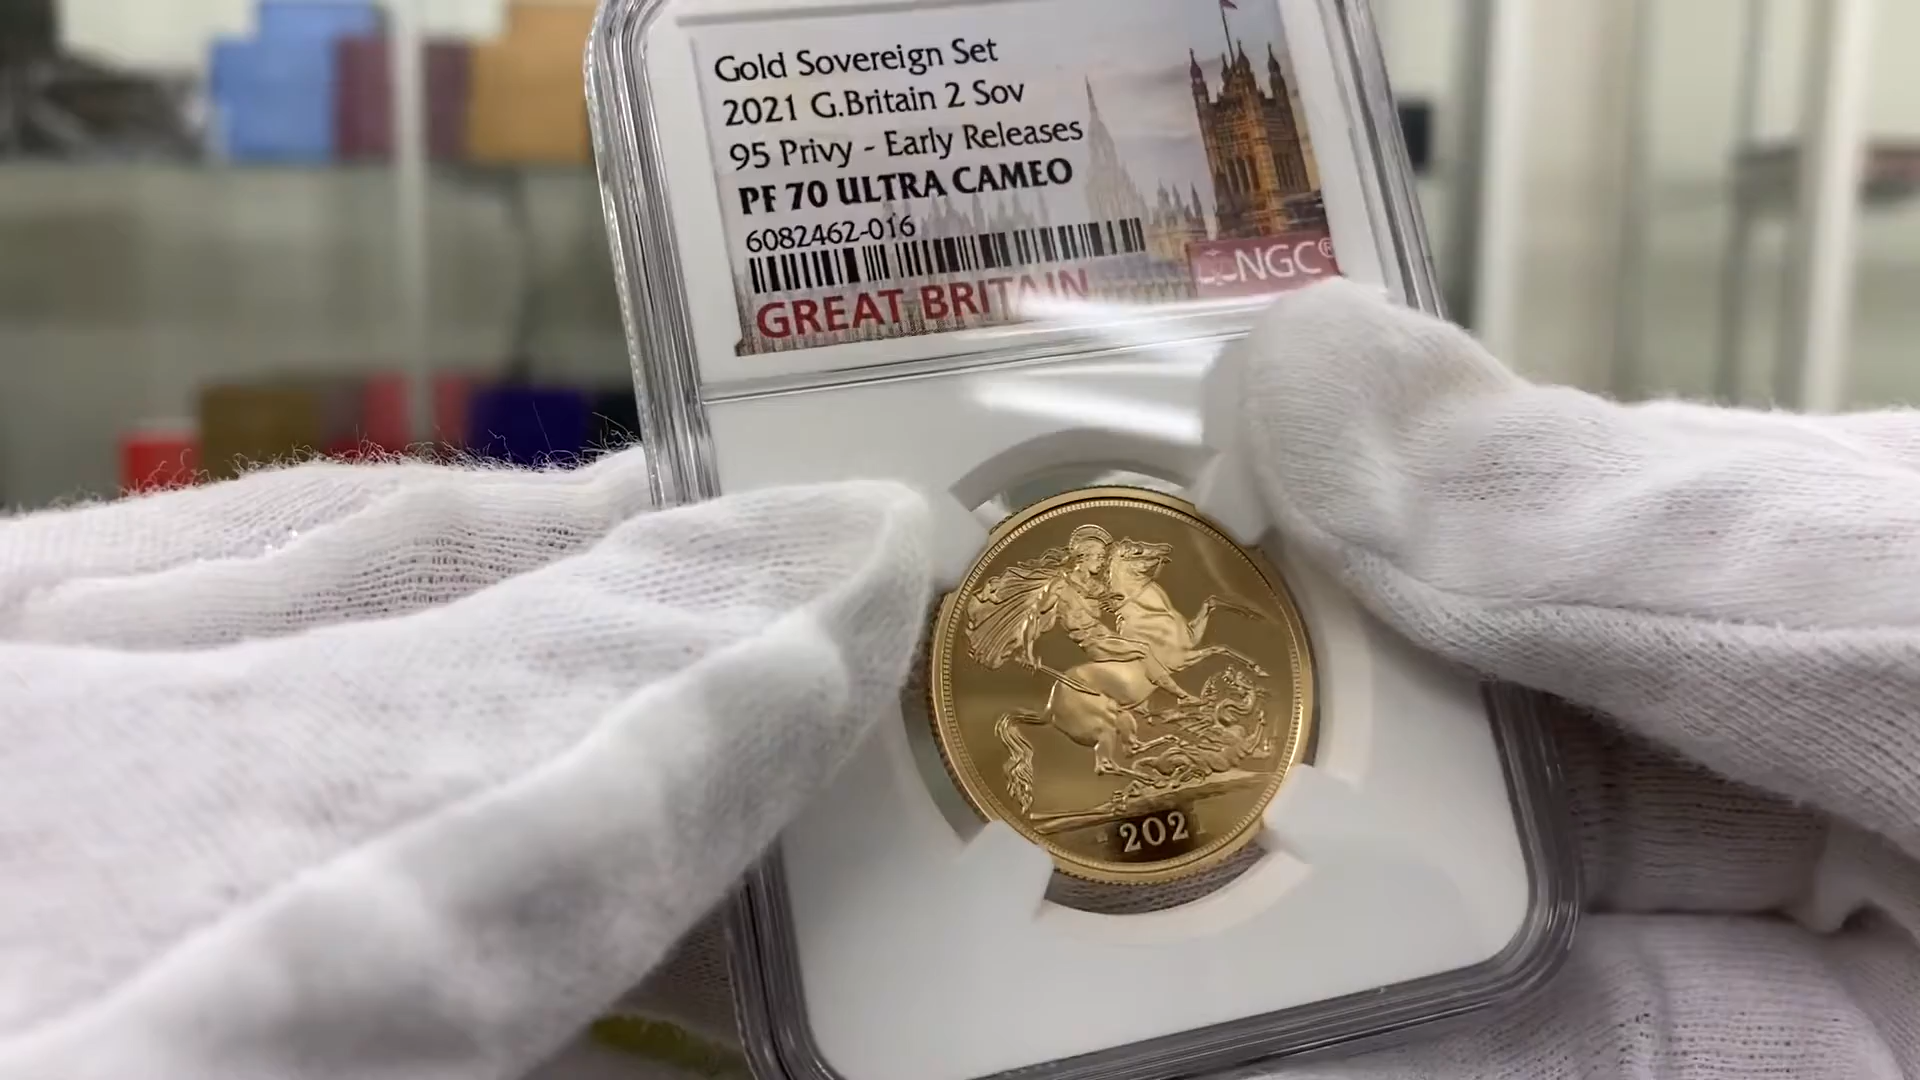 Gold Sovereign Set
2021 G.Britain 2 Sov
95 Privy - Early Releases
PF 70 ULTRA CAMEO
6082462-016
GREAT BRITAIN
NGC®
202